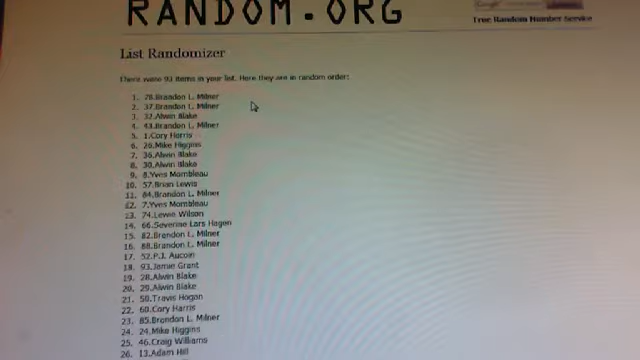 RANDOM.ORG
True Random Number Service
List Randomizer
There were 93 items in your list. Here they are in random order:
1. 78.Brandon L. Milner
2. 37.Brandon L. Milner
3. 32.Alwin Blake
4. 43.Brandon L. Milner
5. 1.Cory Harris
6. 26.Mike Higgins
7. 36.Alwin Blake
8. 30.Alwin Blake
9. 8.Yves Mombleau
10. 57.Brian Lewis
11. 84.Brandon L. Milner
12. 7.Yves Mombleau
13. 74.Lewie Wilson
14. 66.Severine Lars Hagen
15. 82.Brandon L. Milner
16. 88.Brandon L. Milner
17. 52.P.J. Aucoin
18. 93.Jamie Grant
19. 28.Alwin Blake
20. 29.Alwin Blake
21. 50.Travis Hogan
22. 60.Cory Harris
23. 85.Brandon L. Milner
24. 24.Mike Higgins
25. 46.Craig Williams
26. 13.Adam Hill